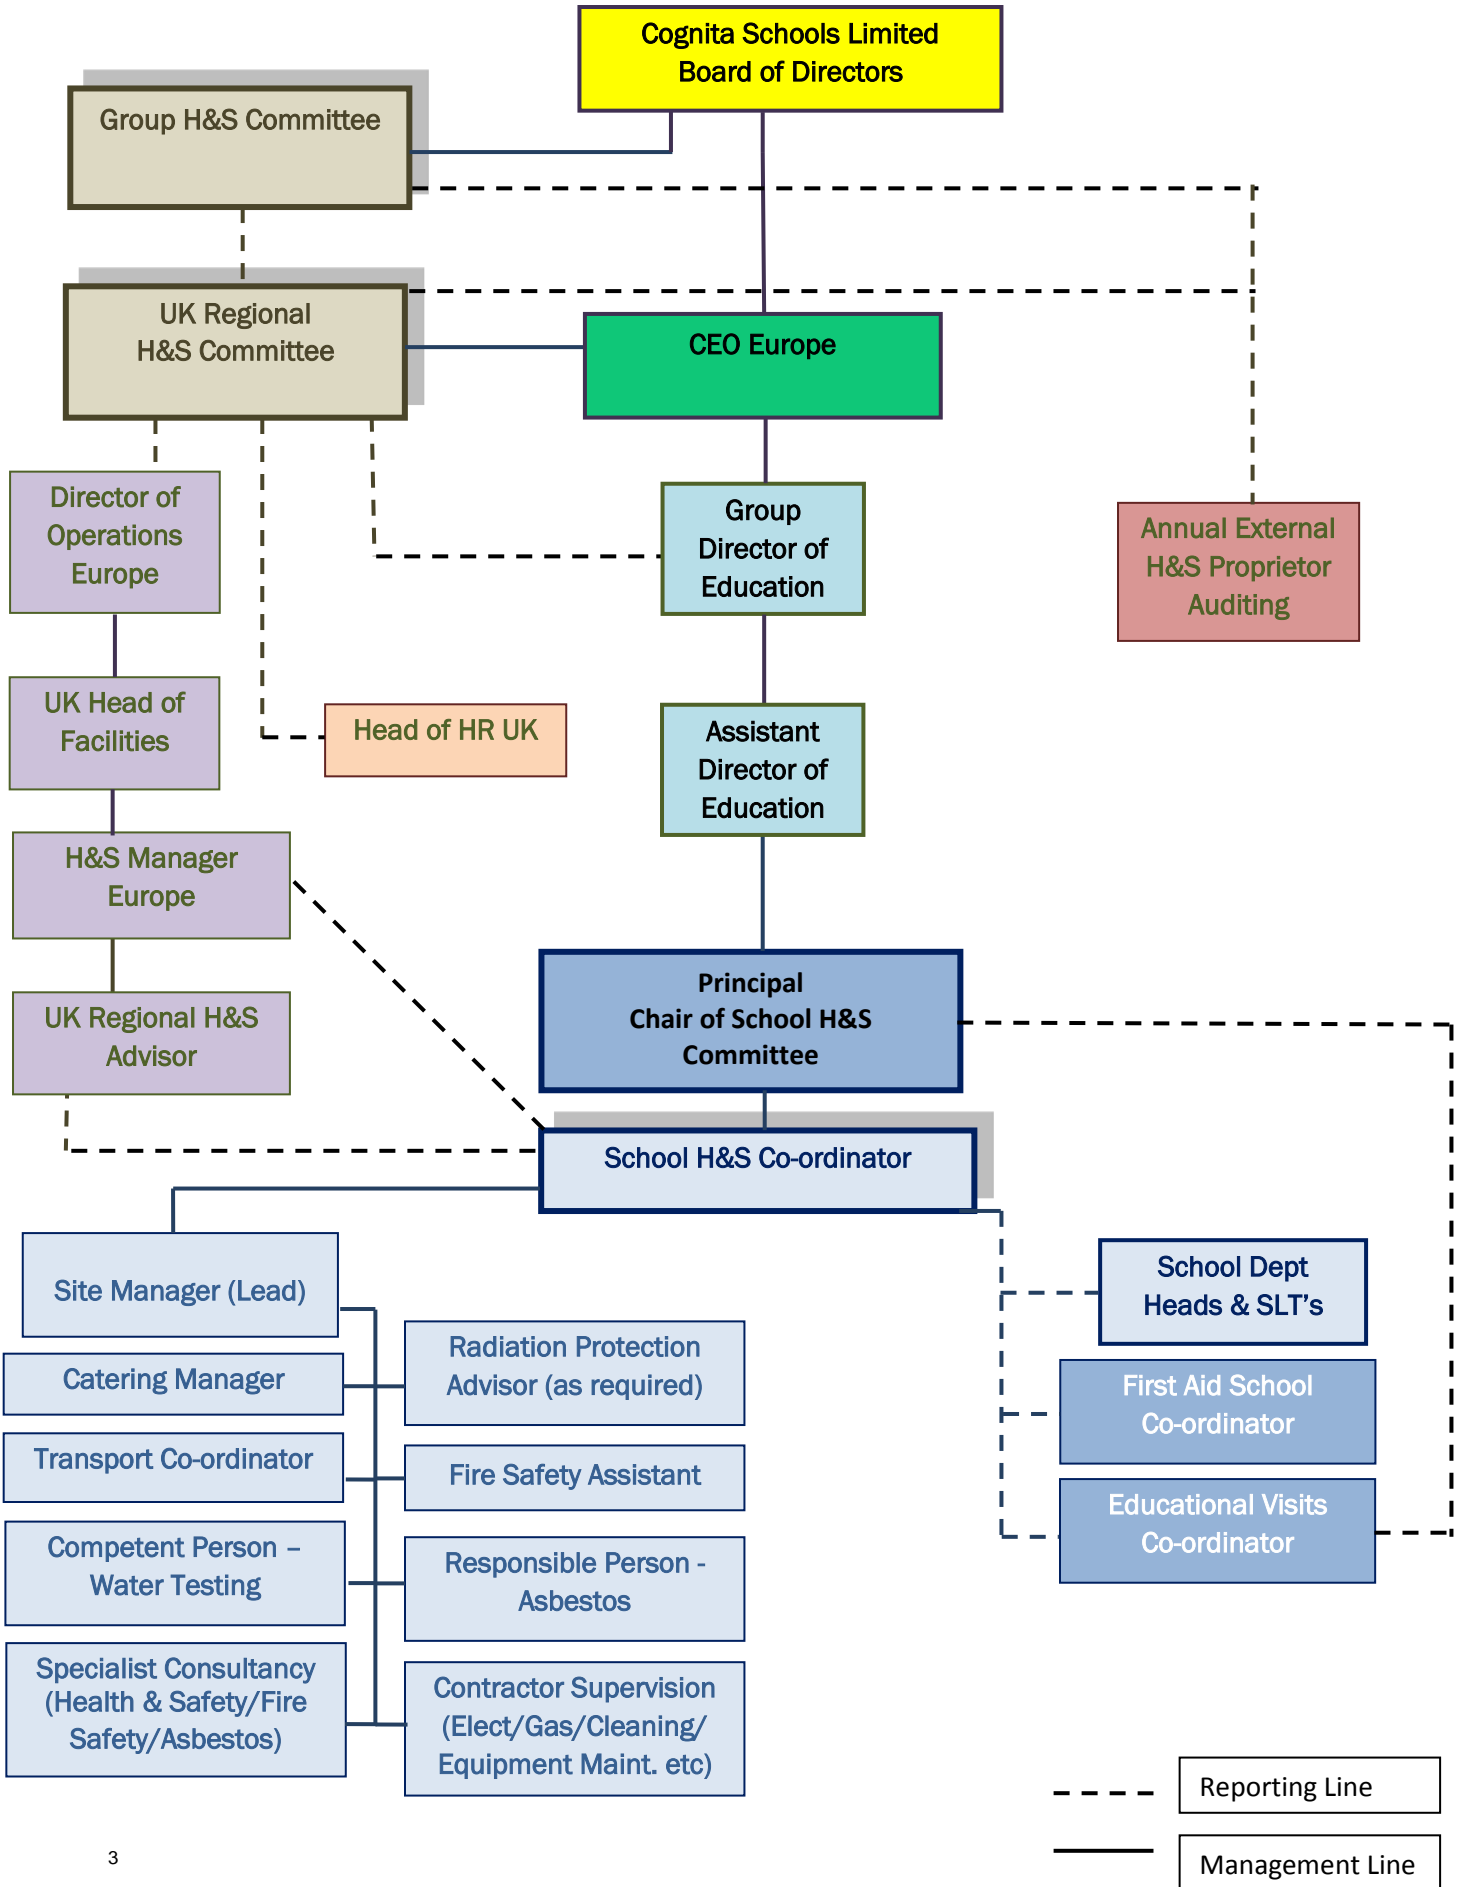 Cognita Schools Limited
Board of Directors
Group H&S Committee
UK Regional
H&S Committee
CEO Europe
Director of
Operations
Europe
Group
Director of
Education
Annual External
H&S Proprietor
Auditing
UK Head of
Facilities
Head of HR UK
Assistant
Director of
Education
H&S Manager
Europe
Principal
Chair of School H&S
Committee
UK Regional H&S
Advisor
School H&S Co-ordinator
Site Manager (Lead)
School Dept
Heads & SLT's
Radiation Protection
Advisor (as required)
Catering Manager
First Aid School
Co-ordinator
Transport Co-ordinator
Fire Safety Assistant
Educational Visits
Co-ordinator
Competent Person –
Water Testing
Responsible Person -
Asbestos
Specialist Consultancy
(Health & Safety/Fire
Safety/Asbestos)
Contractor Supervision
(Elect/Gas/Cleaning/
Equipment Maint. etc)
Reporting Line
Management Line
3